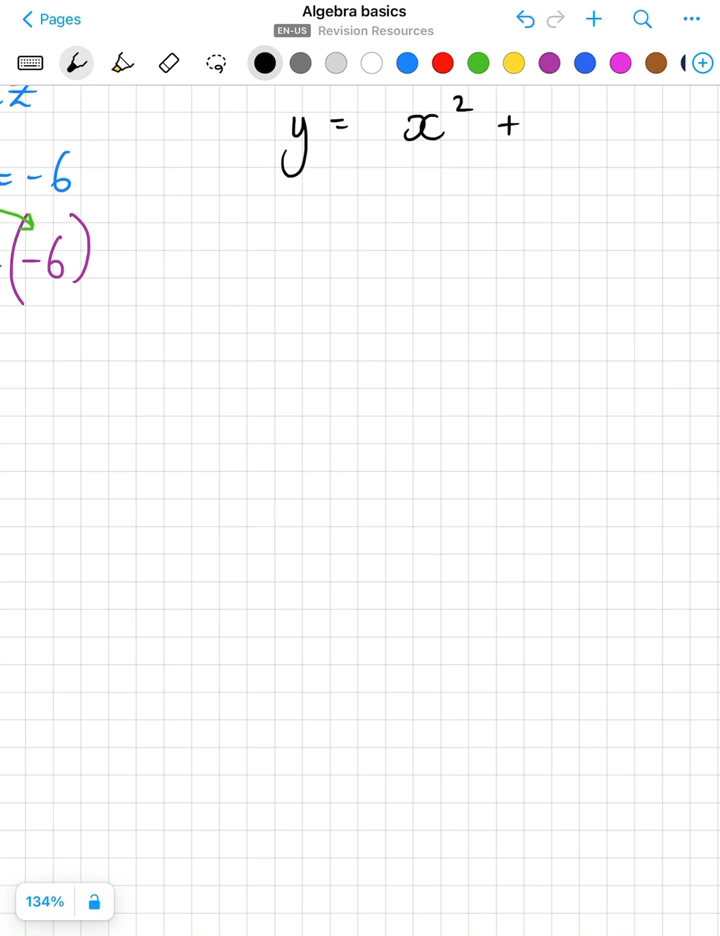 Pages
Algebra basics
EN-US Revision Resources
z
= -6
(-6)
y = x² +
134%